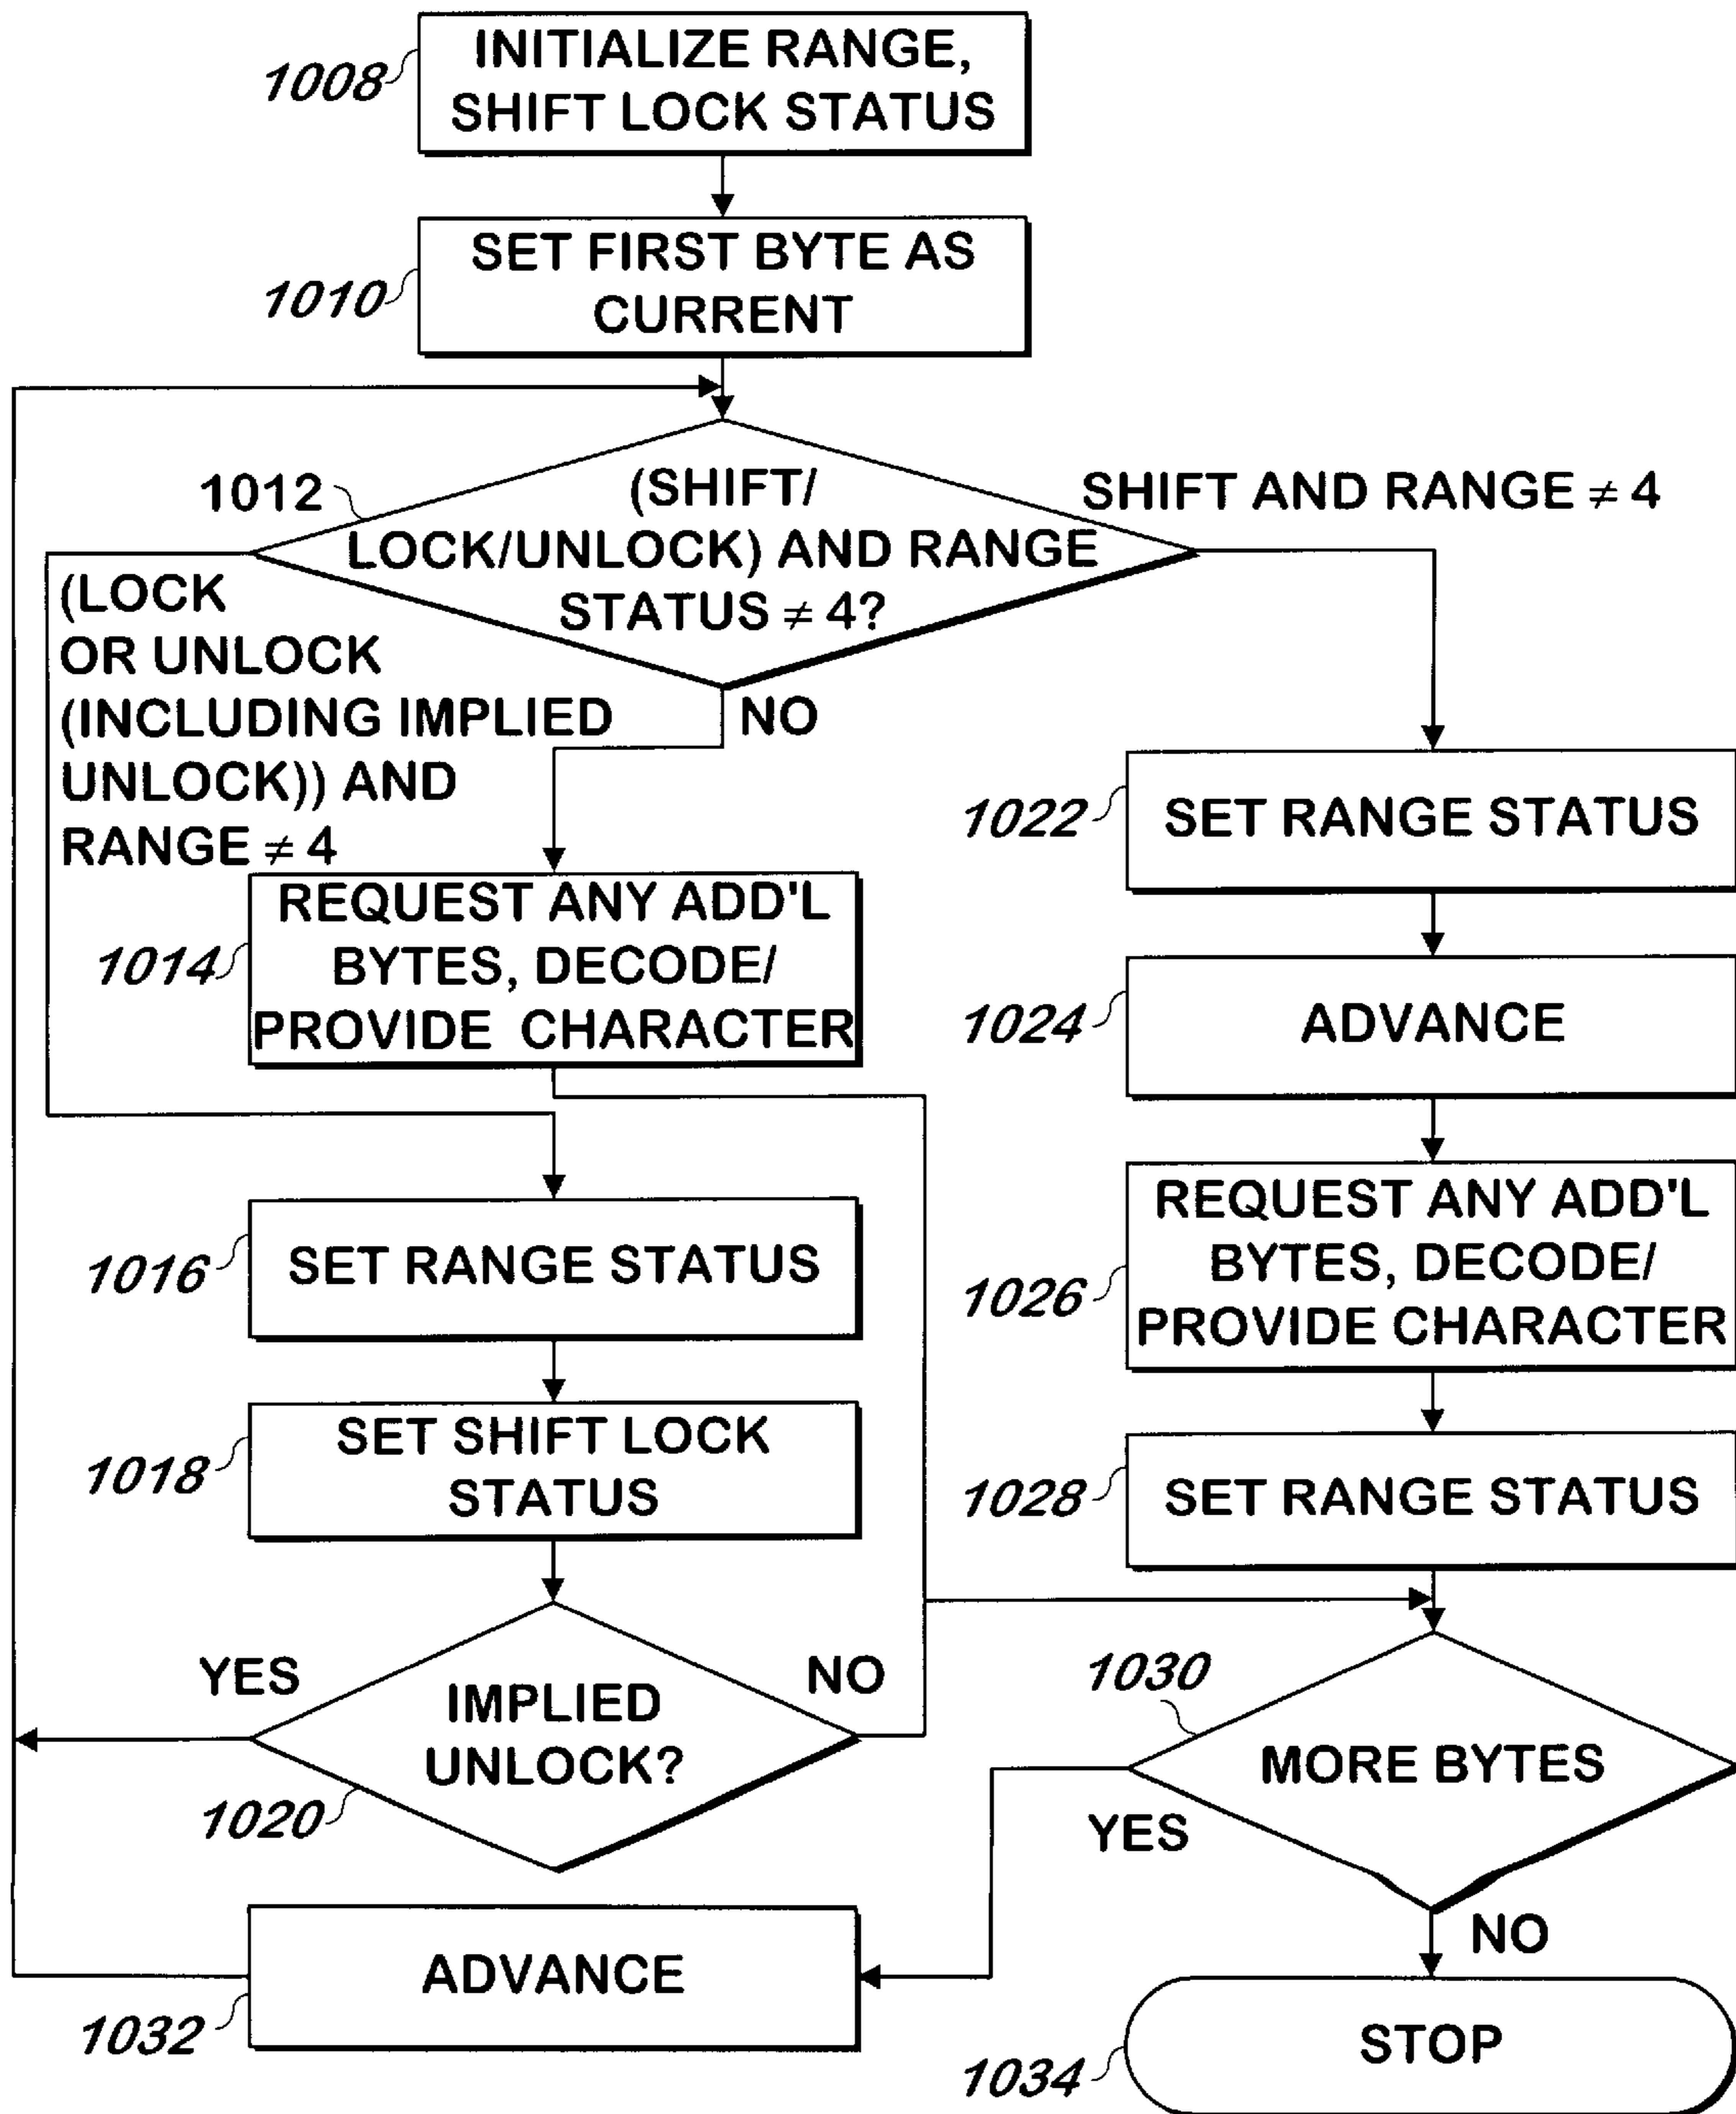 1008
INITIALIZE RANGE,
SHIFT LOCK STATUS
1010
SET FIRST BYTE AS
CURRENT
1012
(SHIFT/
LOCK/UNLOCK) AND RANGE
STATUS ≠ 4?
SHIFT AND RANGE ≠ 4
(LOCK
OR UNLOCK
(INCLUDING IMPLIED
UNLOCK)) AND
RANGE ≠ 4
NO
1014
REQUEST ANY ADD'L
BYTES, DECODE/
PROVIDE CHARACTER
1016
SET RANGE STATUS
1018
SET SHIFT LOCK
STATUS
1020
IMPLIED
UNLOCK?
YES
NO
1022
SET RANGE STATUS
1024
ADVANCE
1026
REQUEST ANY ADD'L
BYTES, DECODE/
PROVIDE CHARACTER
1028
SET RANGE STATUS
1030
MORE BYTES
YES
NO
1032
ADVANCE
1034
STOP